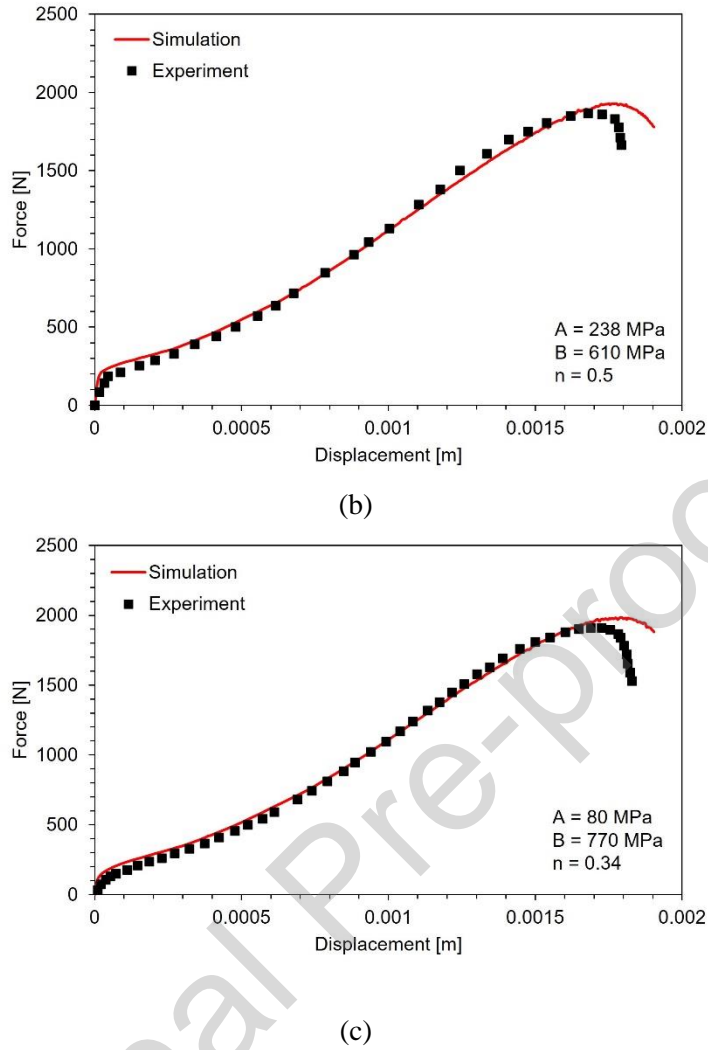 2500
Simulation
Experiment
2000
1500
Force [N]
1000
A = 238 MPa
500
B = 610 MPa
n = 0.5
0
0 0.0005 0.001 0.0015 0.002
Displacement [m]
(b)
2500
Simulation
Experiment
2000
1500
Force [N]
1000
A = 80 MPa
500
B = 770 MPa
n = 0.34
0
0 0.0005 0.001 0.0015 0.002
Displacement [m]
(c)